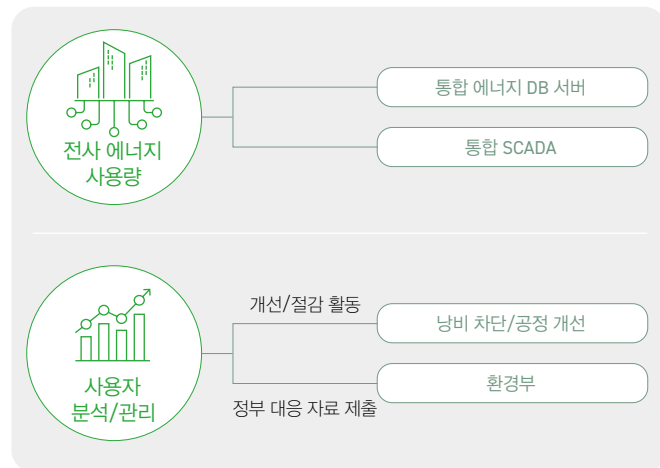 전사 에너지
사용량
통합 에너지 DB 서버
통합 SCADA
사용자
분석/관리
개선/절감 활동
낭비 차단/공정 개선
정부 대응 자료 제출
환경부